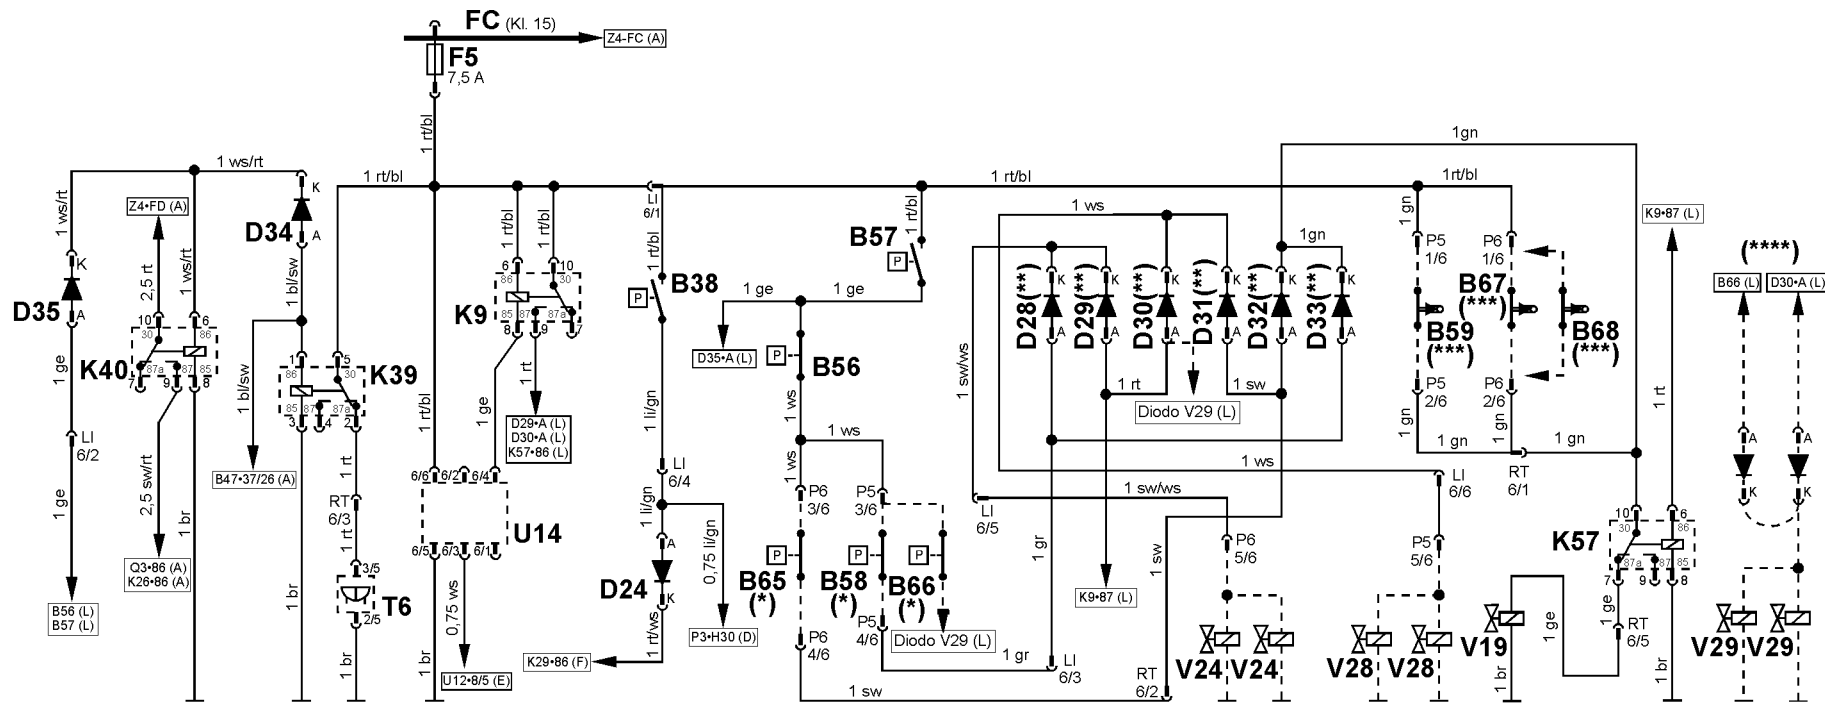 FC (Kl. 15)
Z4-FC (A)
F5
7,5 A
1 rt/bl
1gn
1 ws/rt
1 rt/bl
1 rt/bl
1rt/bl
LI
6/1
K
1 ws/rt
Z4•FD (A)
D34
A
1 rt/bl
1 rt/bl
1 rt/bl
B57
P
1 ws
1gn
1 gn
P5
1/6
P6
1/6
K9•87 (L)
(****)
B66 (L)
D30•A (L)
K
D35
A
2,5 rt
1 ws/rt
1 bl/sw
6
10
K9
85
87
87a
8
9
7
1 rt/bl
P
B38
1 ge
1 ge
D35•A (L)
P
B56
K
K
K
K
K
K
D28(**)
D29(**)
D30(**)
D31(**)
D32(**)
D33(**)
A
A
A
A
A
A
B67
(***)
B59
(***)
B68
(***)
10
6
30
86
K40
87a
87
85
7
9
8
1
5
86
30
K39
85
87
87a
3
4
2
1 ge
1 bl/sw
1 rt/bl
1 ge
1 rt
D29•A (L)
D30•A (L)
K57•86 (L)
1 li/gn
1 ws
1 sw/ws
1 rt
1 sw
Diodo V29 (L)
P5
2/6
P6
2/6
1 gn
1 gn
1 gn
1 gn
1 rt
LI
6/2
2,5 sw/rt
B47•37/26 (A)
1 rt
6/6
6/2
6/4
U14
6/5
6/3
6/1
LI
6/4
1 ws
1 ws
P6
3/6
P5
3/6
1 ws
1 sw/ws
LI
6/5
LI
6/6
RT
6/1
A
A
K
K
1 ge
1 br
RT
6/3
1 rt
1 li/gn
0,75 li/gn
A
D24
K
P
B65
(*)
P
B58
(*)
P
B66
(*)
1 gr
1 sw
P6
5/6
P5
5/6
10
6
30
86
K57
87a
87
85
7
9
8
Q3•86 (A)
K26•86 (A)
B56 (L)
B57 (L)
1 br
3/5
T6
2/5
1 br
1 br
0,75 ws
U12•8/5 (E)
1 rt/ws
K29•86 (F)
P3•H30 (D)
P6
4/6
P5
4/6
Diodo V29 (L)
1 gr
LI
6/3
K9•87 (L)
1 sw
RT
6/2
V24
V24
V28
V28
V19
1 br
1 ge
1 ge
RT
6/5
1 br
V29
V29